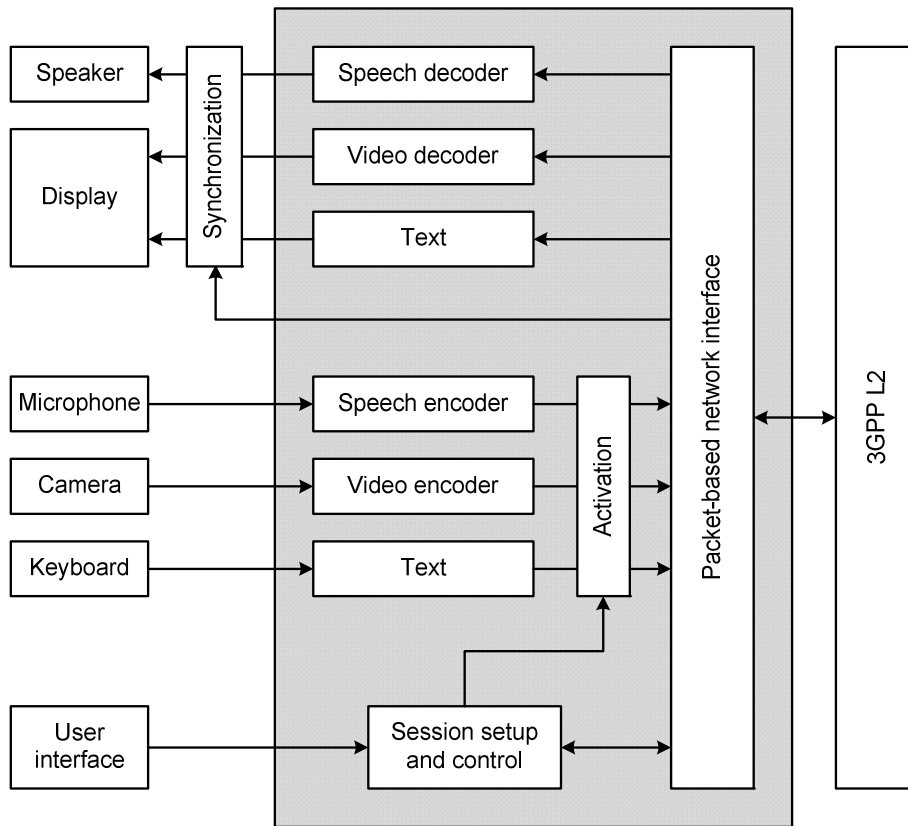 Speaker
Speech decoder
Display
Synchronization
Video decoder
Text
Packet-based network interface
3GPP L2
Microphone
Speech encoder
Activation
Camera
Video encoder
Keyboard
Text
User
interface
Session setup
and control